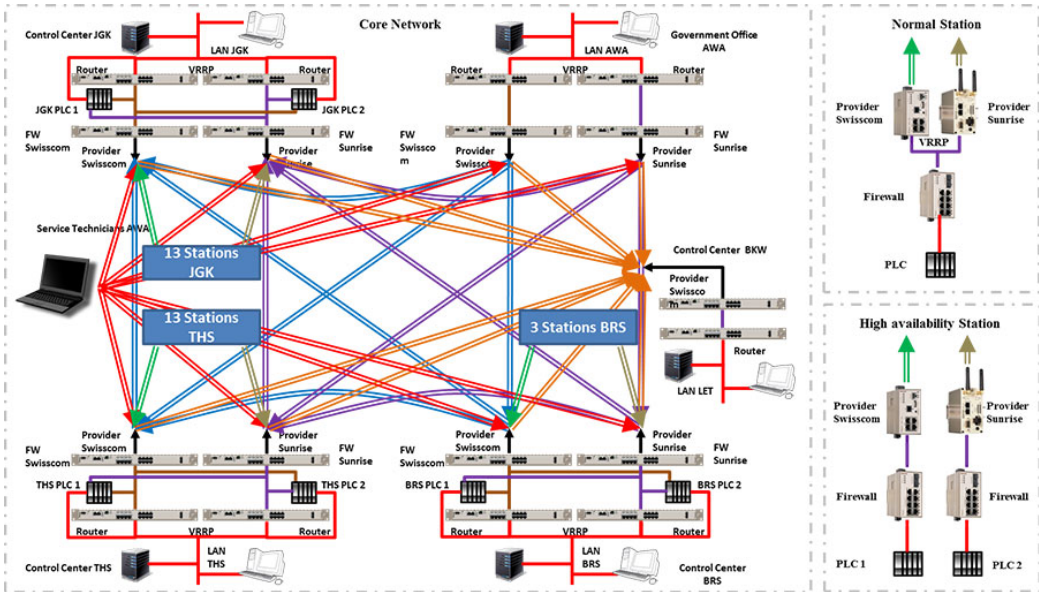 Core Network
Control Center JGK
LAN JGK
Router
VRRP
Router
JGK PLC 1
JGK PLC 2
FW
Swisscom
Provider
Swisscom
Provider
Sunrise
FW
Sunrise
Government Office
AWA
LAN AWA
Router
VRRP
Router
FW
Swissco
m
Provider
Swissco
Provider
Sunrise
FW
Sunrise
Service Technicians AWA
13 Stations
JGK
13 Stations
THS
3 Stations BRS
Control Center BKW
Provider
Swissco
m
Router
LAN LET
FW
Swisscom
Provider
Swisscom
Provider
Sunrise
FW
Sunrise
THS PLC 1
THS PLC 2
Router
VRRP
Router
Control Center THS
LAN
THS
FW
Swisscom
Provider
Swisscom
Provider
Sunrise
FW
Sunrise
BRS PLC 1
BRS PLC 2
Router
VRRP
Router
LAN
BRS
Control Center
BRS
Normal Station
Provider
Swisscom
Provider
Sunrise
VRRP
Firewall
PLC
High availability Station
Provider
Swisscom
Provider
Sunrise
Firewall
Firewall
PLC 1
PLC 2